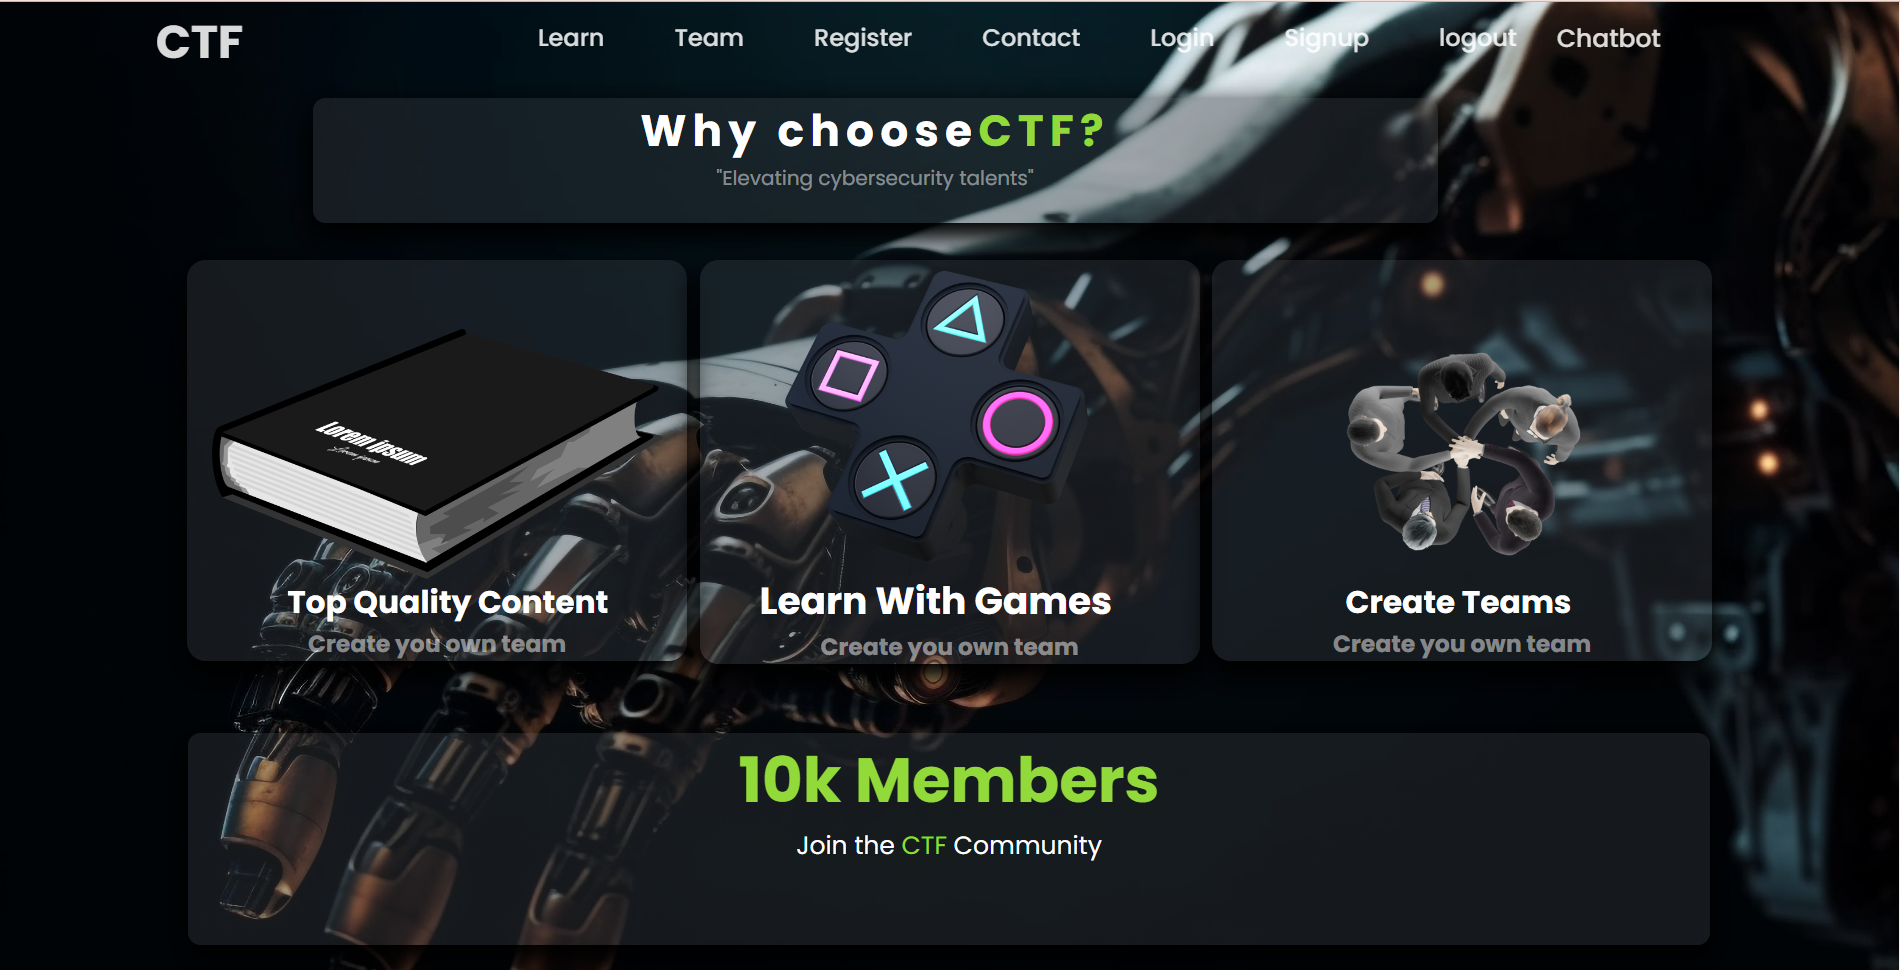 CTF
Learn Team Register Contact Login Signup logout Chatbot
Why chooseCTF?
"Elevating cybersecurity talents"
Lorem ipsum
Top Quality Content
Create you own team
Learn With Games
Create you own team
Create Teams
Create you own team
10k Members
Join the CTF Community